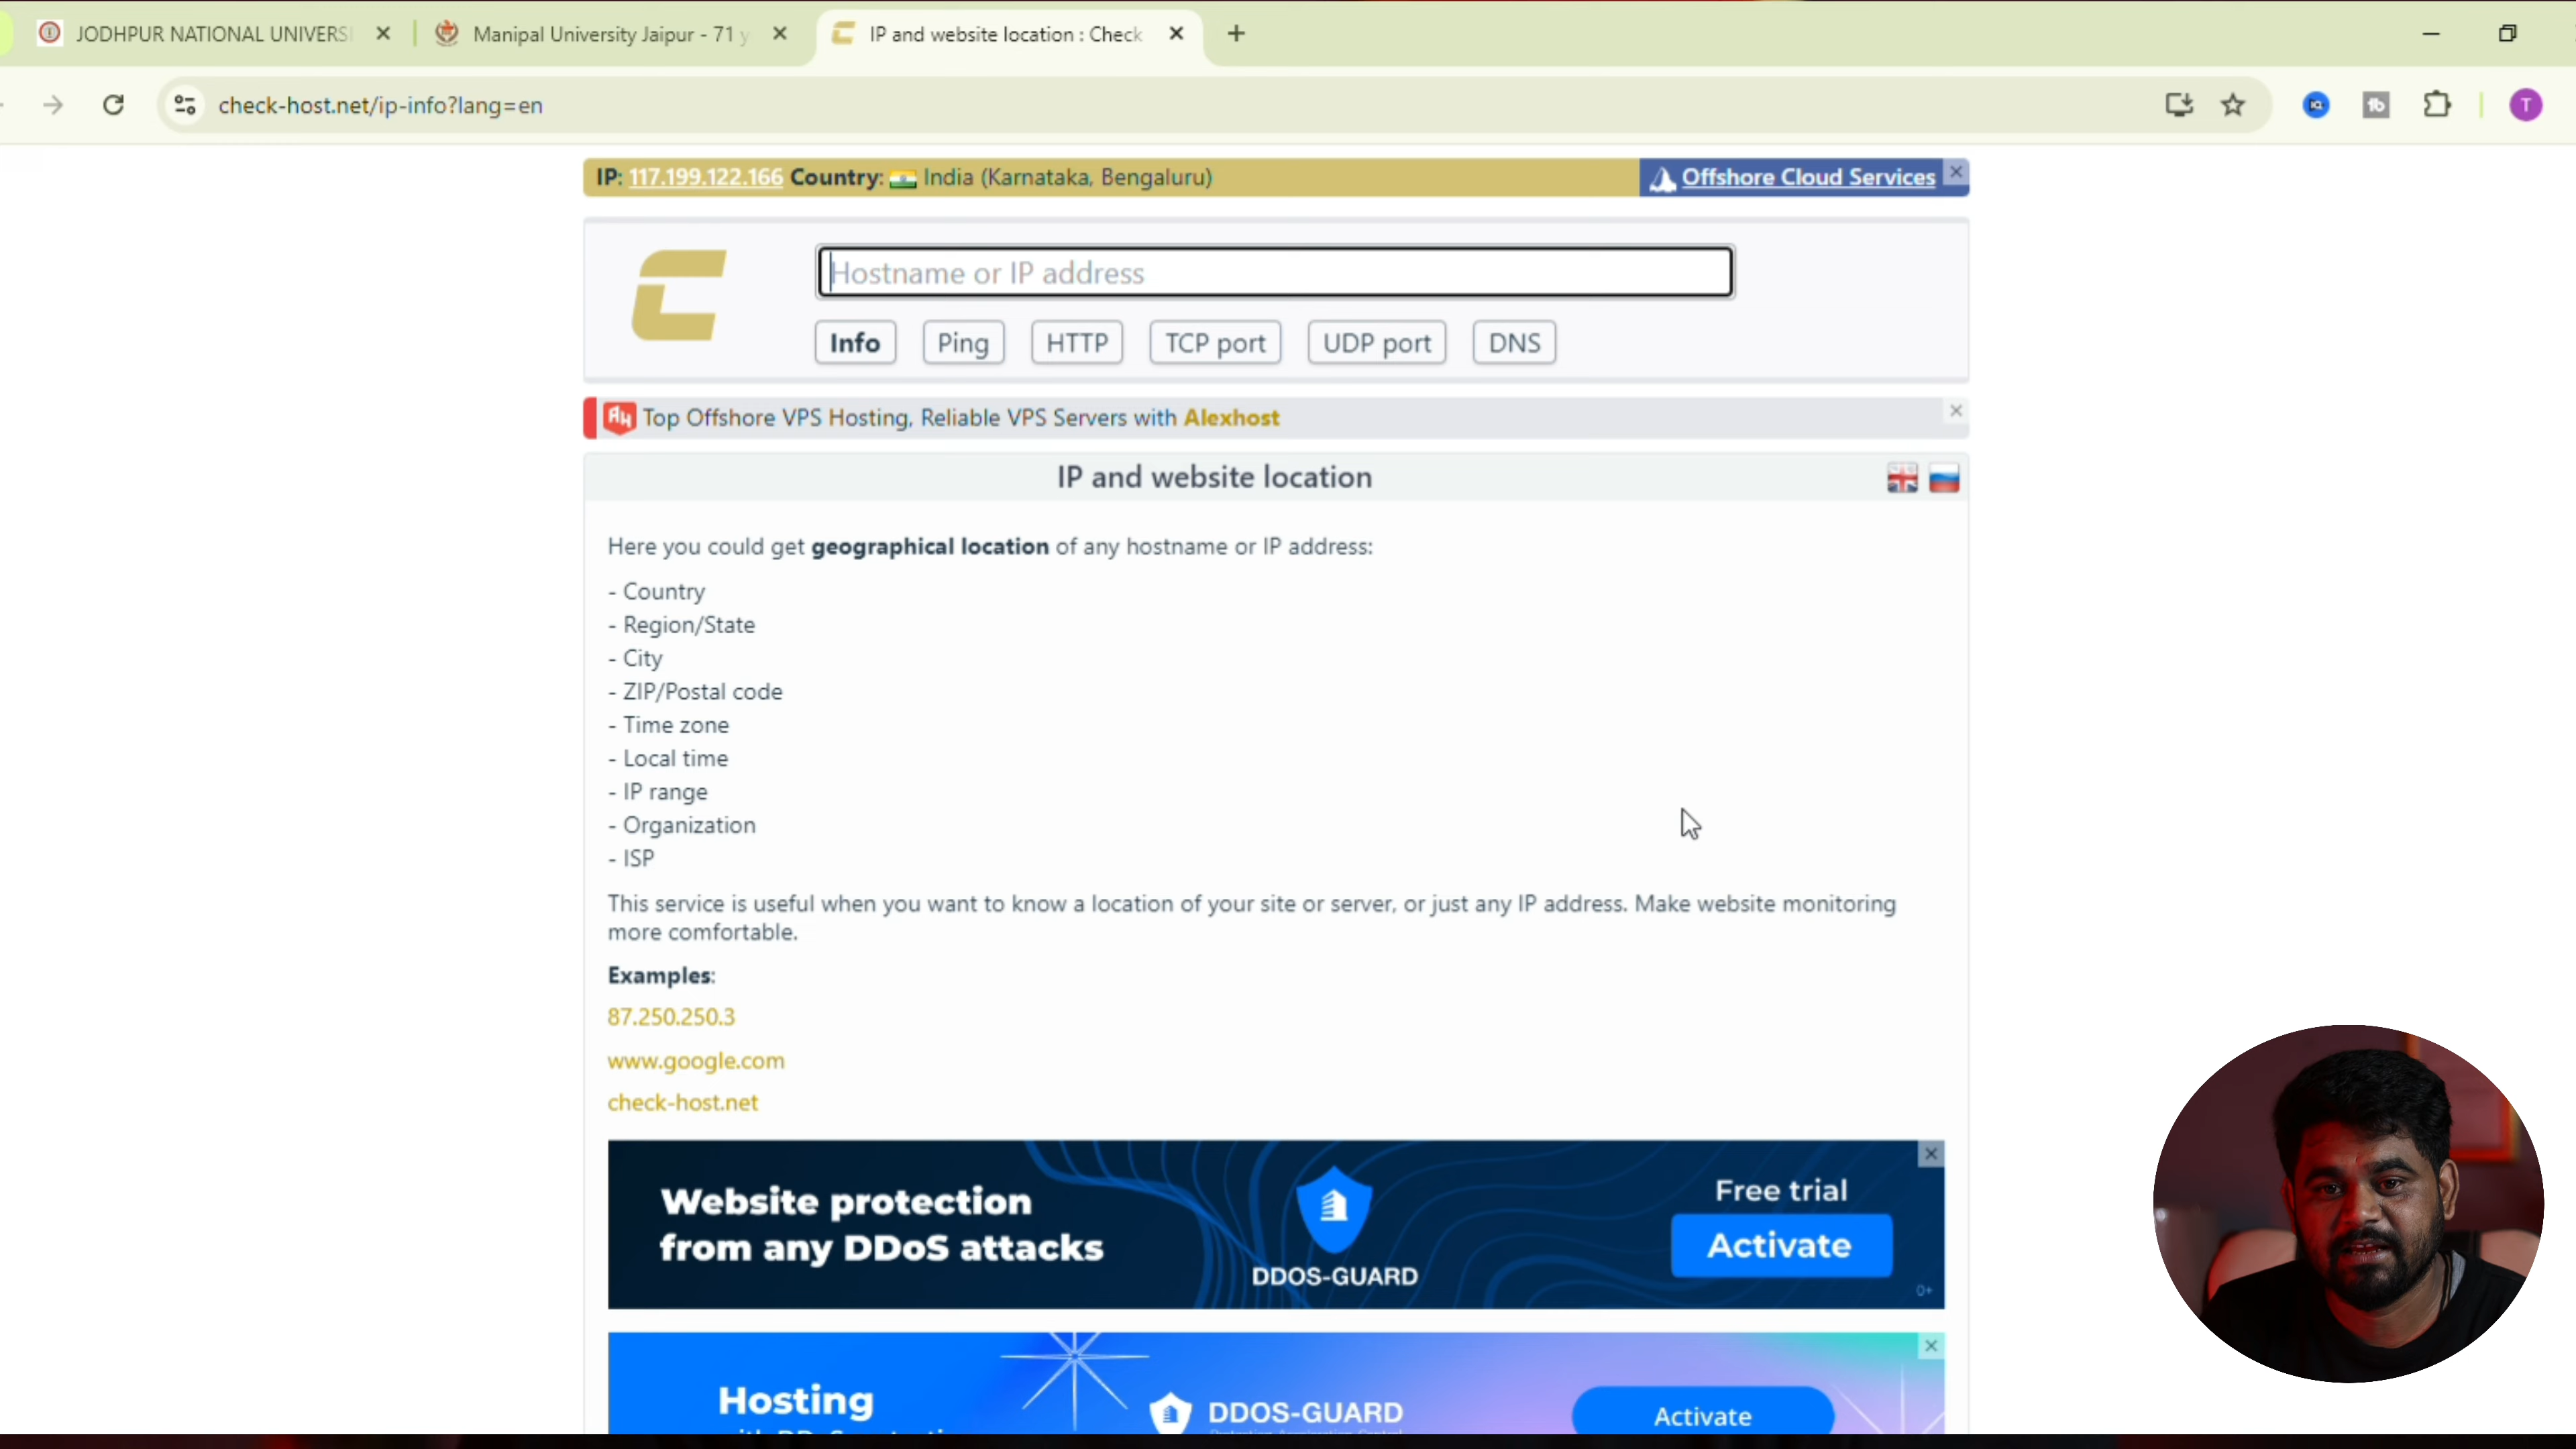 JODHPUR NATIONAL UNIVERS
Manipal University Jaipur - 71 y
IP and website location : Check
check-host.net/ip-info?lang=en
T
IP: 117.199.122.166 Country: India (Karnataka, Bengaluru)
Offshore Cloud Services
Hostname or IP address
Info Ping HTTP TCP port UDP port DNS
Top Offshore VPS Hosting, Reliable VPS Servers with Alexhost
IP and website location
Here you could get geographical location of any hostname or IP address:
- Country
- Region/State
- City
- ZIP/Postal code
- Time zone
- Local time
- IP range
- Organization
- ISP
This service is useful when you want to know a location of your site or server, or just any IP address. Make website monitoring
more comfortable.
Examples:
87.250.250.3
www.google.com
check-host.net
Website protection
from any DDoS attacks
DDOS-GUARD
Free trial
Activate
0+
Hosting
DDOS-GUARD
Activate